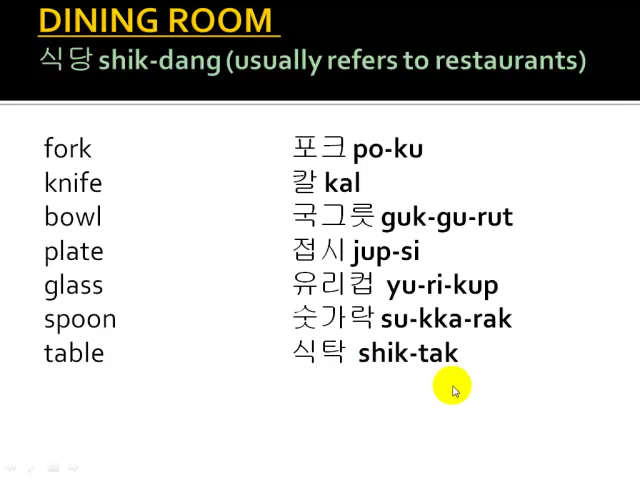 DINING ROOM
식당 shik-dang (usually refers to restaurants)
fork 포크 po-ku
knife 칼 kal
bowl 국그릇 guk-gu-rut
plate 접시 jup-si
glass 유리컵 yu-ri-kup
spoon 숫가락 su-kka-rak
table 식탁 shik-tak